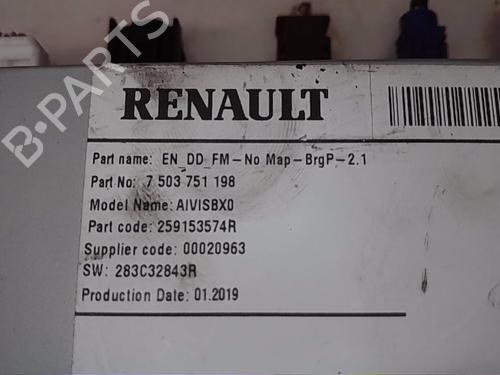 RENAULT
Part name: EN_DD_FM-No Map-BrgP-2.1
Part No: 7 503 751 198
Model Name: AIVISBX0
Part code: 259153574R
Supplier code: 00020963
SW: 283C32843R
Production Date: 01.2019
B-PARTS